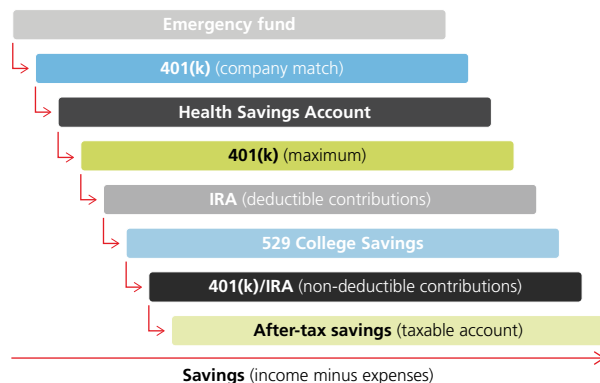 Emergency fund
401(k) (company match)
Health Savings Account
401(k) (maximum)
IRA (deductible contributions)
529 College Savings
401(k)/IRA (non-deductible contributions)
After-tax savings (taxable account)
Savings (income minus expenses)